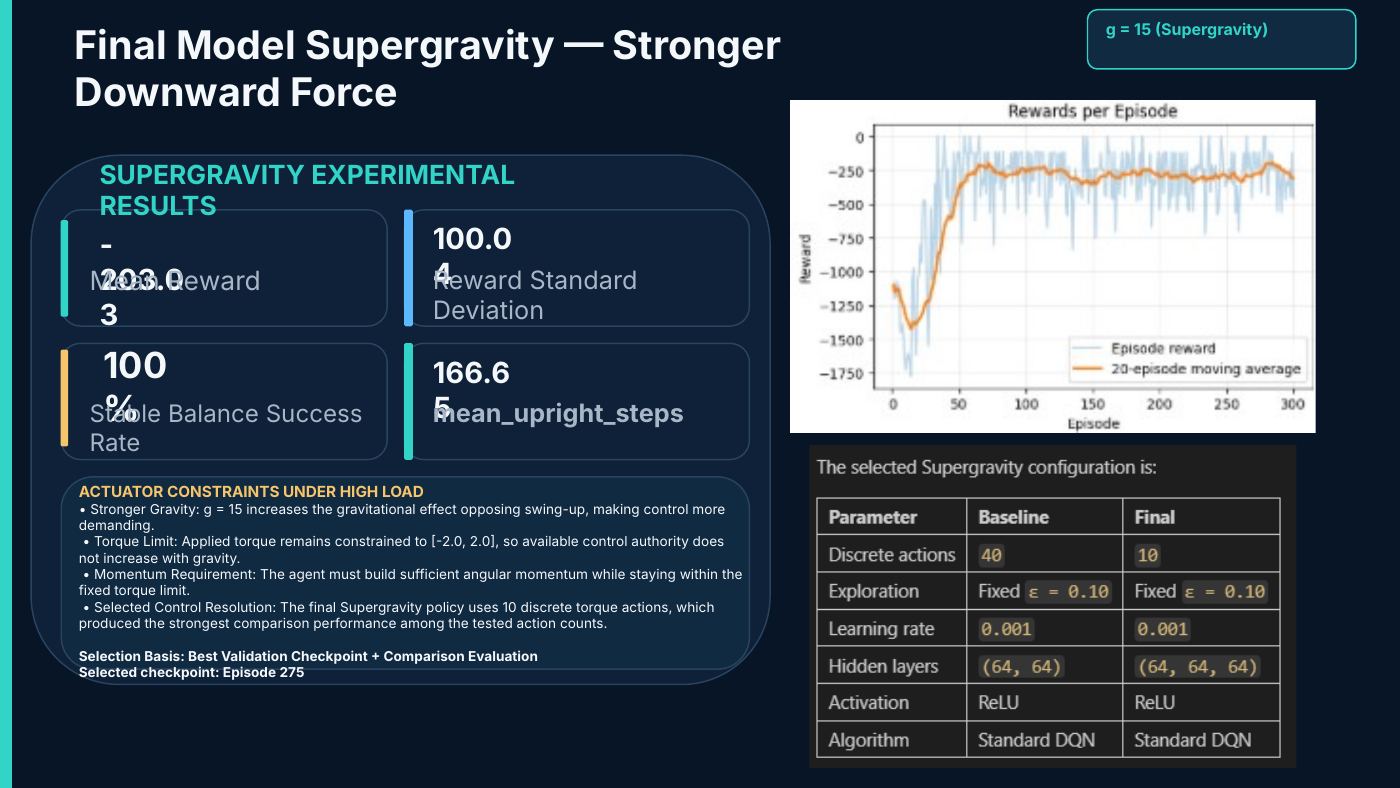 Final Model Supergravity — Stronger
Downward Force
g = 15 (Supergravity)
SUPERGRAVITY EXPERIMENTAL
RESULTS
-
203.0
3
Mean Reward
100.0
4
Reward Standard
Deviation
100
%
Stable Balance Success
Rate
166.6
5
mean_upright_steps
ACTUATOR CONSTRAINTS UNDER HIGH LOAD
• Stronger Gravity: g = 15 increases the gravitational effect opposing swing-up, making control more
demanding.
• Torque Limit: Applied torque remains constrained to [-2.0, 2.0], so available control authority does
not increase with gravity.
• Momentum Requirement: The agent must build sufficient angular momentum while staying within the
fixed torque limit.
• Selected Control Resolution: The final Supergravity policy uses 10 discrete torque actions, which
produced the strongest comparison performance among the tested action counts.
Selection Basis: Best Validation Checkpoint + Comparison Evaluation
Selected checkpoint: Episode 275
Rewards per Episode
Reward
0
−250
−500
−750
−1000
−1250
−1500
−1750
0 50 100 150 200 250 300
Episode
Episode reward
20-episode moving average
The selected Supergravity configuration is:
Parameter Baseline Final
Discrete actions 40 10
Exploration Fixed ε = 0.10 Fixed ε = 0.10
Learning rate 0.001 0.001
Hidden layers (64, 64) (64, 64, 64)
Activation ReLU ReLU
Algorithm Standard DQN Standard DQN